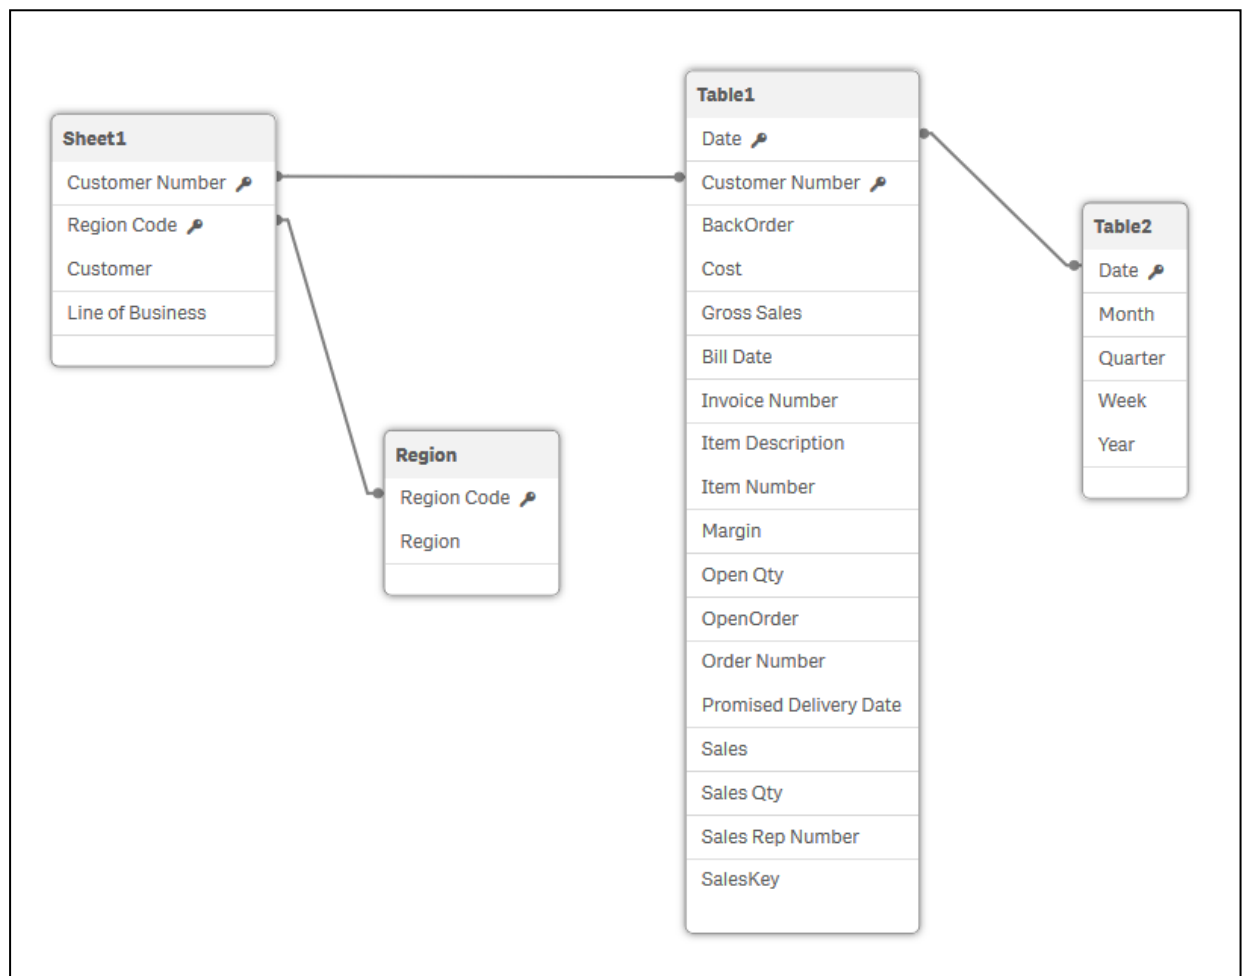 Sheet1
Customer Number
Region Code
Customer
Line of Business
Region
Region Code
Region
Table1
Date
Customer Number
BackOrder
Cost
Gross Sales
Bill Date
Invoice Number
Item Description
Item Number
Margin
Open Qty
OpenOrder
Order Number
Promised Delivery Date
Sales
Sales Qty
Sales Rep Number
SalesKey
Table2
Date
Month
Quarter
Week
Year